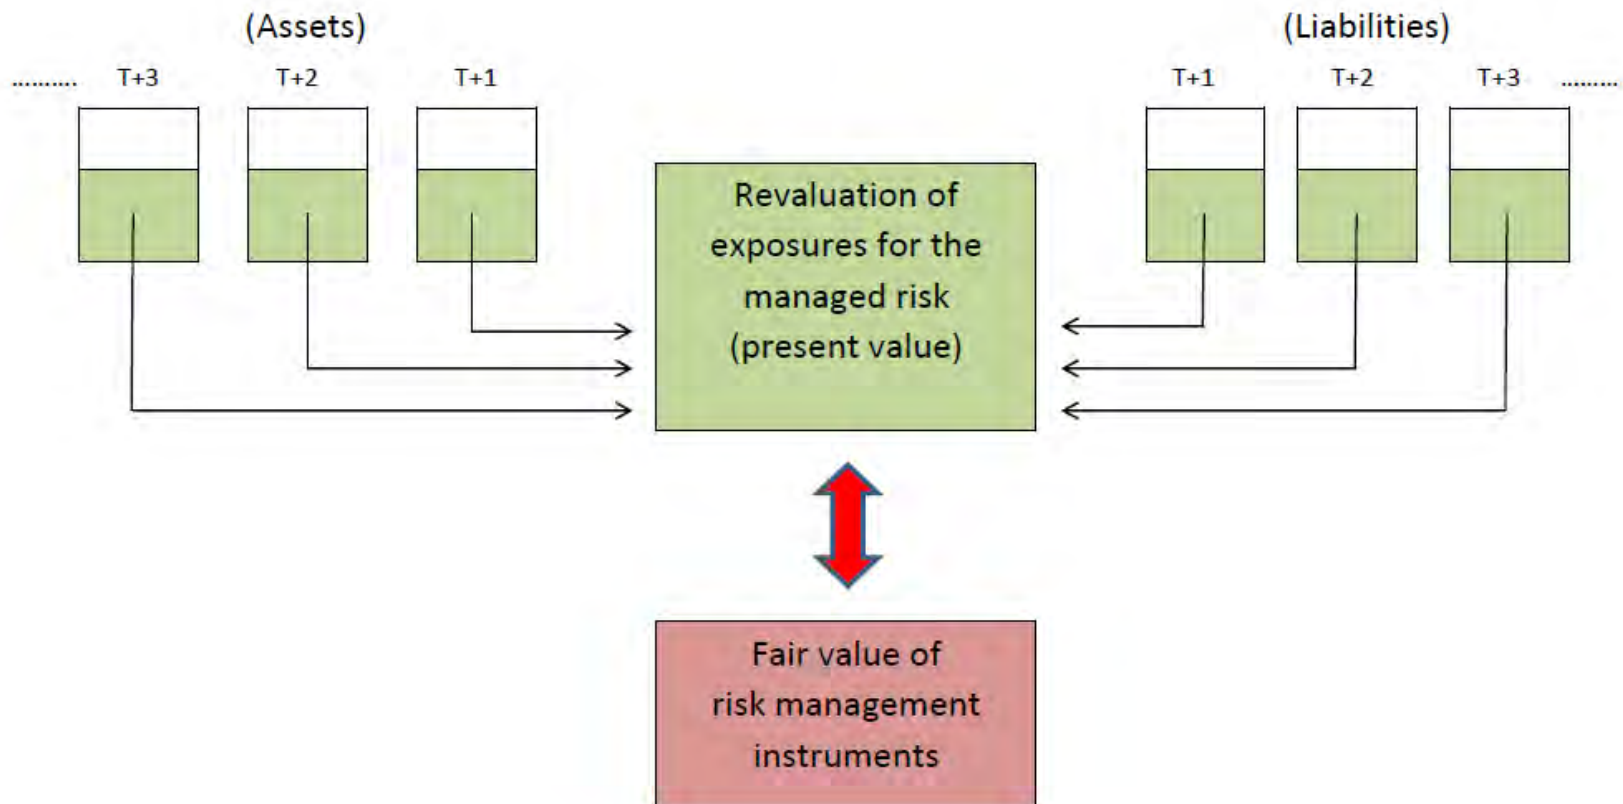 (Assets)
(Liabilities)
.......... T+3 T+2 T+1
T+1 T+2 T+3 .........
Revaluation of
exposures for the
managed risk
(present value)
Fair value of
risk management
instruments